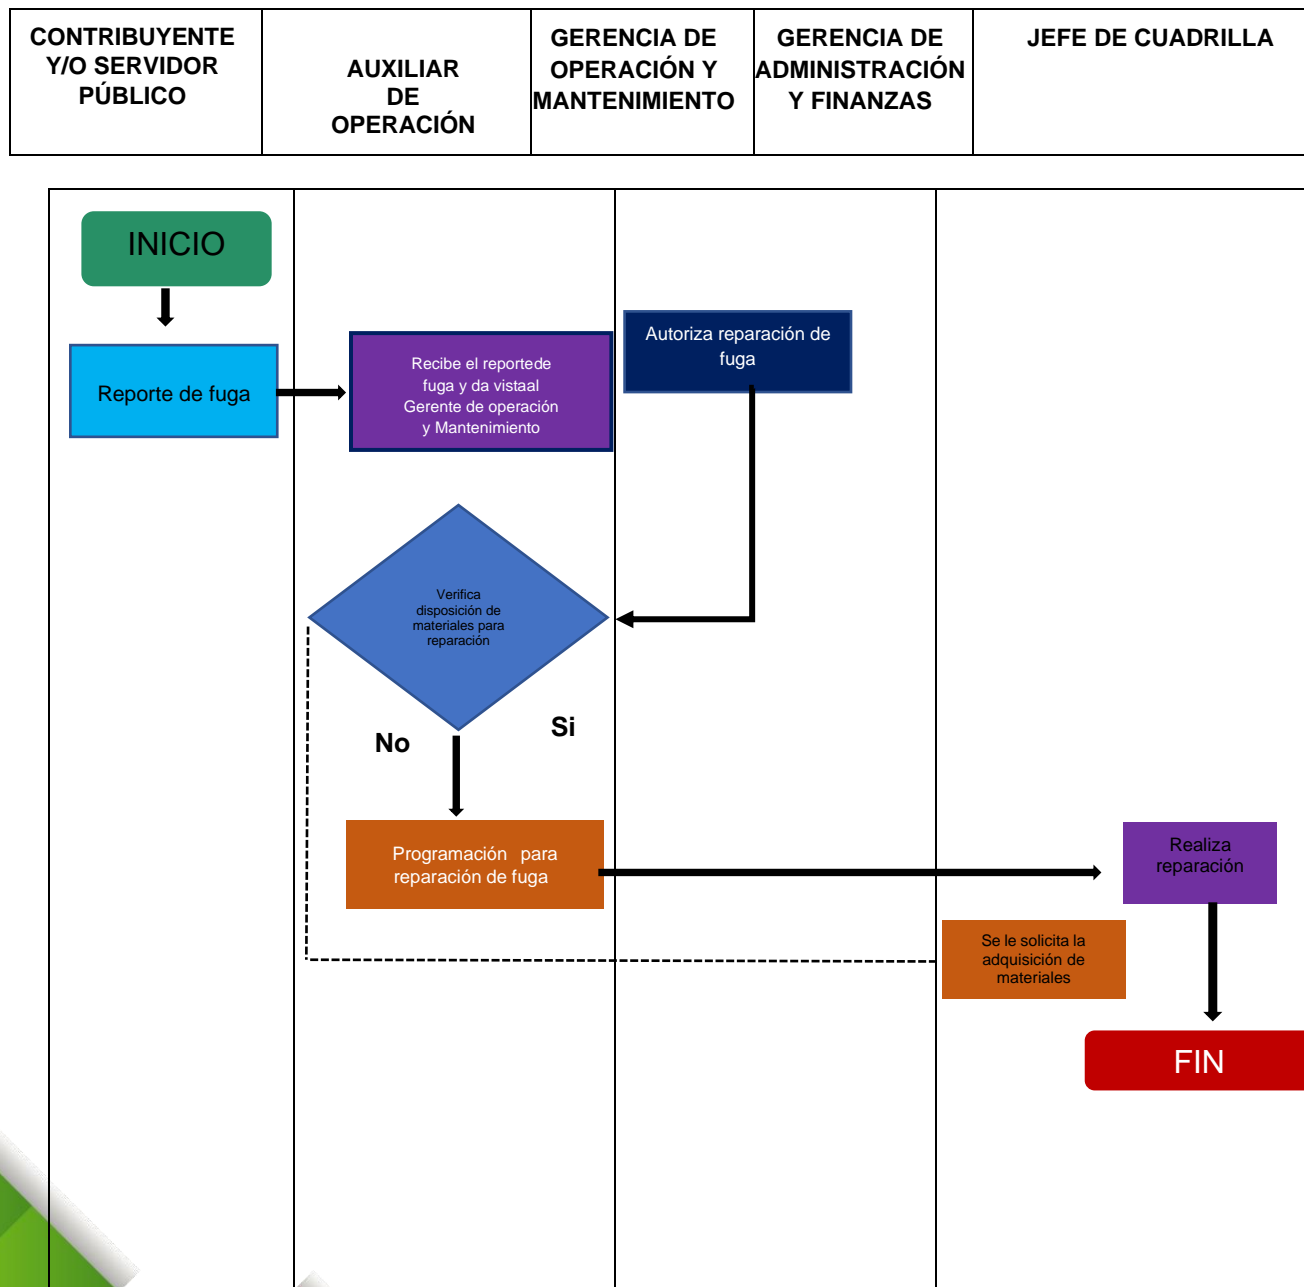 CONTRIBUYENTE
Y/O SERVIDOR
PÚBLICO
AUXILIAR
DE
OPERACIÓN
GERENCIA DE
OPERACIÓN Y
MANTENIMIENTO
GERENCIA DE
ADMINISTRACIÓN
Y FINANZAS
JEFE DE CUADRILLA
INICIO
Reporte de fuga
Recibe el reportede
fuga y da vistaal
Gerente de operación
y Mantenimiento
Autoriza reparación de
fuga
Verifica
disposición de
materiales para
reparación
No
Si
Programación para
reparación de fuga
Realiza
reparación
Se le solicita la
adquisición de
materiales
FIN